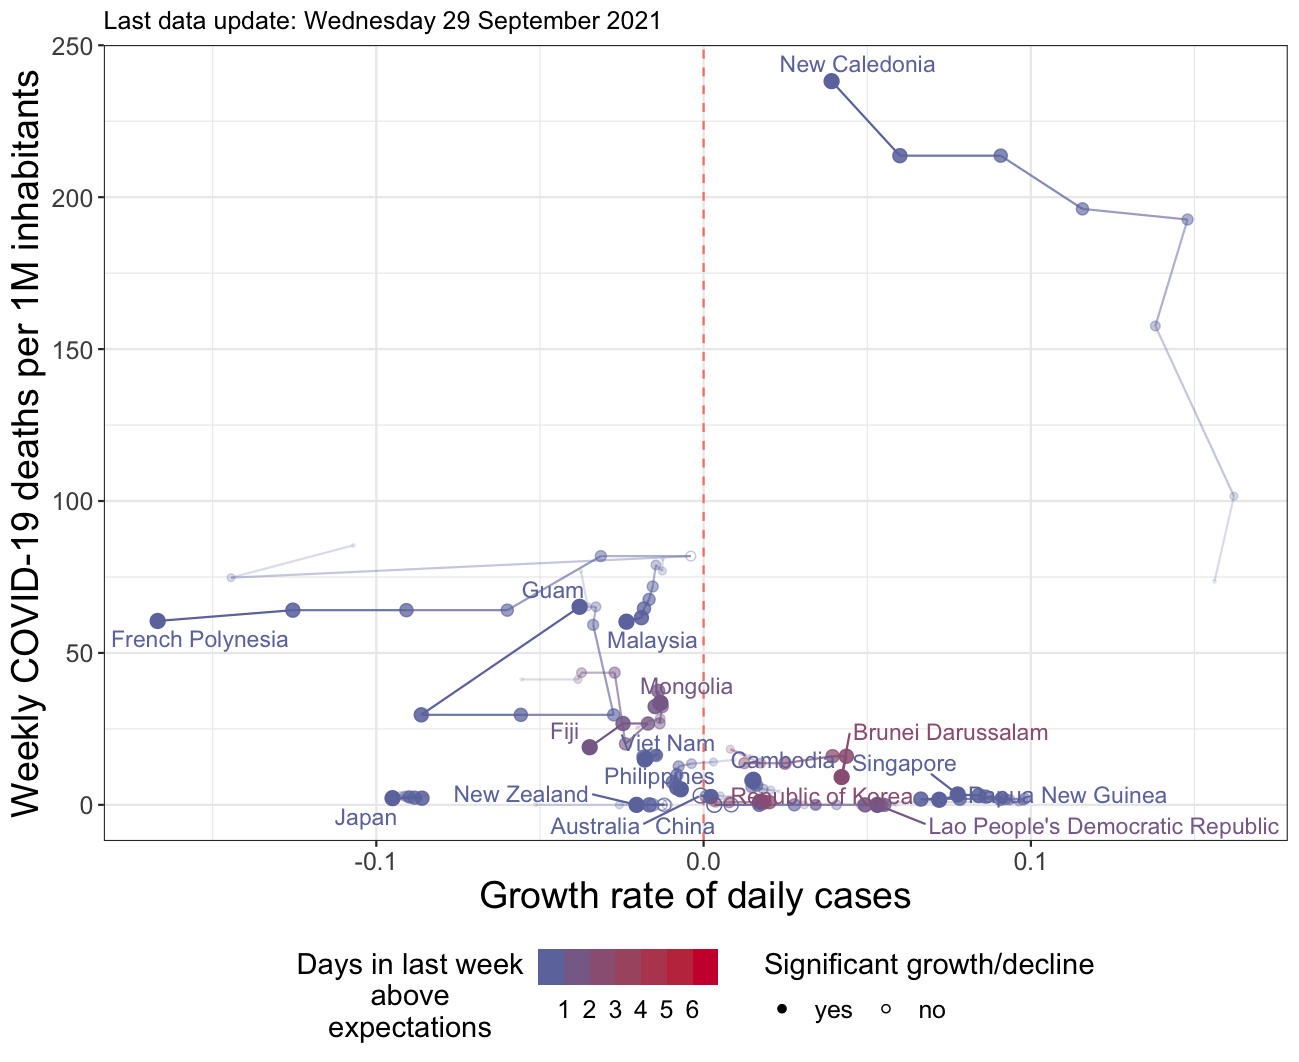 Last data update: Wednesday 29 September 2021
Weekly COVID-19 deaths per 1M inhabitants
250
200
150
100
50
0
New Caledonia
Guam
French Polynesia
Malaysia
Mongolia
Fiji
Brunei Darussalam
Viet Nam
Cambodia
Singapore
Philippines
New Zealand
Republic of Korea
Papua New Guinea
Japan
Australia
China
Lao People's Democratic Republic
-0.1
0.0
0.1
Growth rate of daily cases
Days in last week
above
expectations
1 2 3 4 5 6
Significant growth/decline
yes
no